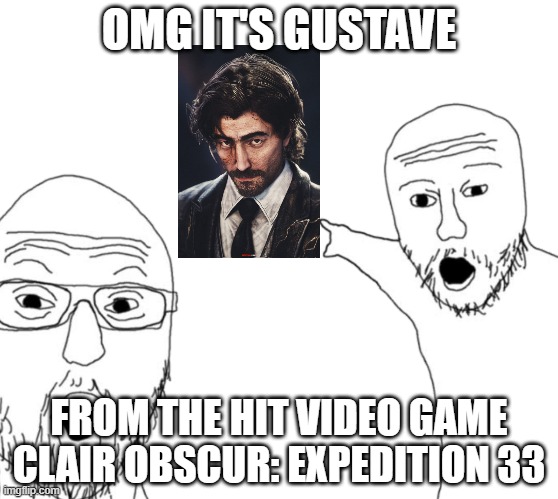 OMG IT'S GUSTAVE
FROM THE HIT VIDEO GAME
CLAIR OBSCUR: EXPEDITION 33
imgflip.com